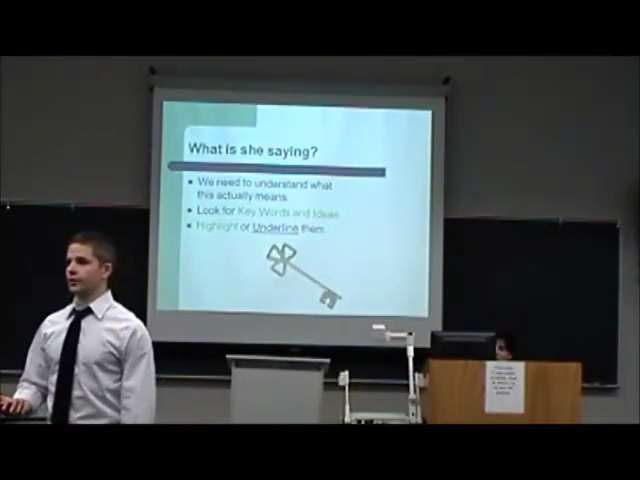 What is she saying?
We need to understand what
this actually means
Look for Key Words and Ideas
Highlight or Underline them